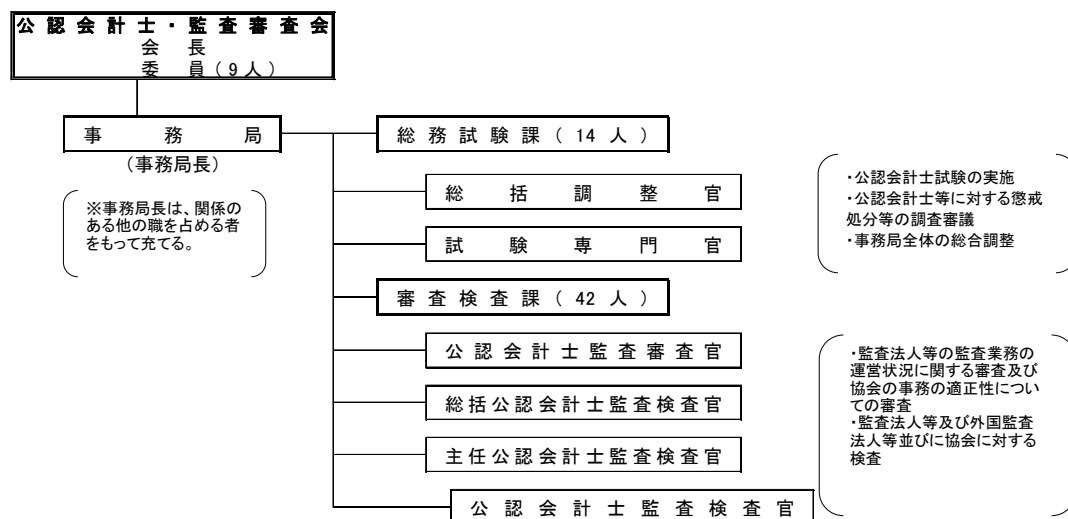 公認会計士・監査審査会
会長
委員(9人)
事務局
(事務局長)
※事務局長は、関係の
ある他の職を占める者
をもって充てる。
総務試験課(14人)
総括調整官
試験専門官
・公認会計士試験の実施
・公認会計士等に対する懲戒
処分等の調査審議
・事務局全体の総合調整
審査検査課(42人)
公認会計士監査審査官
総括公認会計士監査検査官
主任公認会計士監査検査官
公認会計士監査検査官
・監査法人等の監査業務の
運営状況に関する審査及び
協会の事務の適正性につい
ての審査
・監査法人等及び外国監査
法人等並びに協会に対する
検査